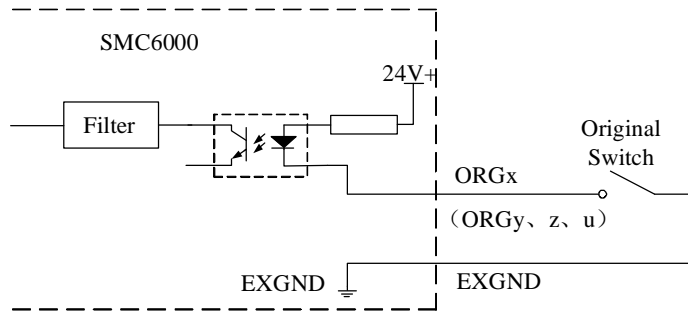 SMC6000
24V+
Filter
Original
Switch
ORGx
（ORGy、z、u）
EXGND
EXGND